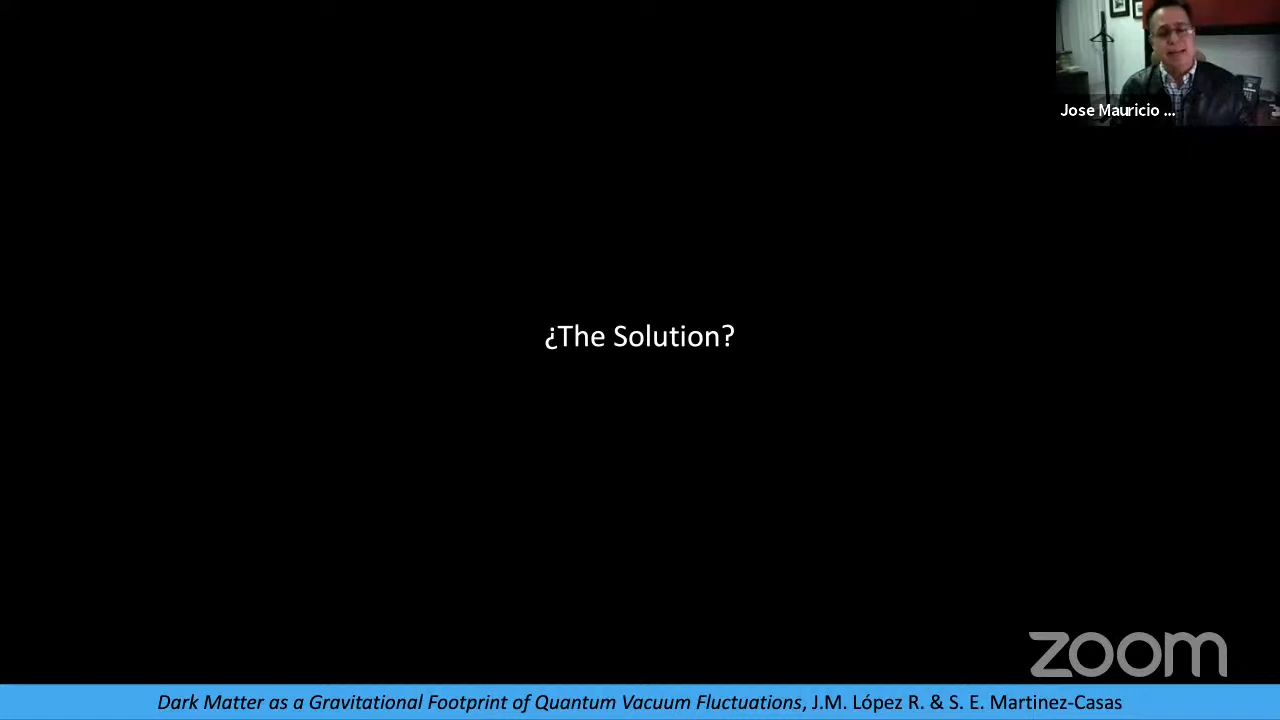 Jose Mauricio ...
¿The Solution?
zoom
Dark Matter as a Gravitational Footprint of Quantum Vacuum Fluctuations, J.M. López R. & S. E. Martinez-Casas